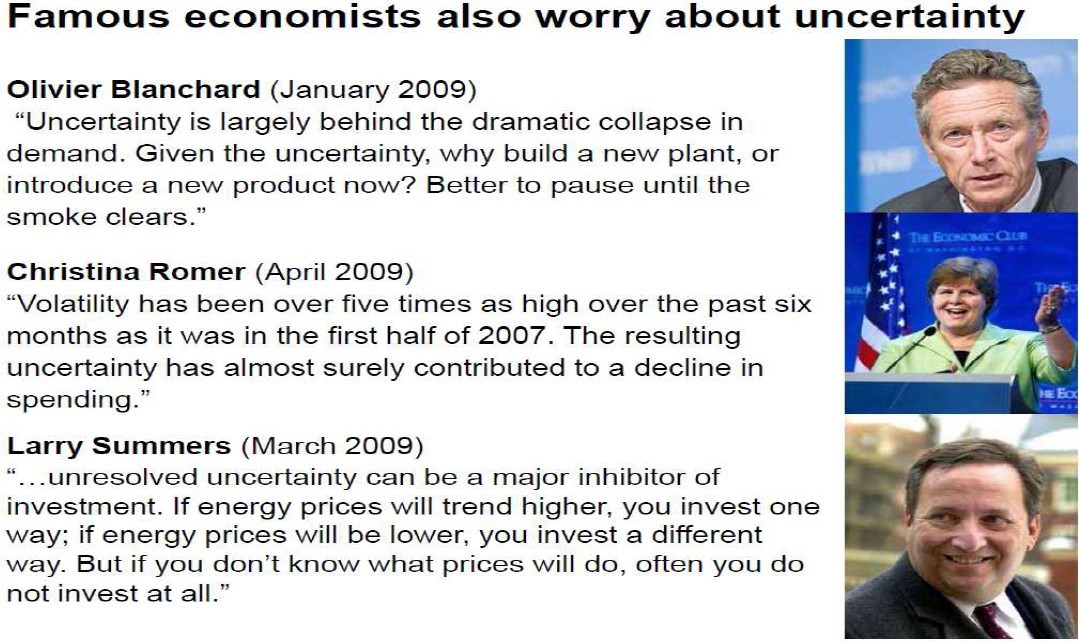 Famous economists also worry about uncertainty
Olivier Blanchard (January 2009)
“Uncertainty is largely behind the dramatic collapse in
demand. Given the uncertainty, why build a new plant, or
introduce a new product now? Better to pause until the
smoke clears.”
Christina Romer (April 2009)
“Volatility has been over five times as high over the past six
months as it was in the first half of 2007. The resulting
uncertainty has almost surely contributed to a decline in
spending.”
Larry Summers (March 2009)
“…unresolved uncertainty can be a major inhibitor of
investment. If energy prices will trend higher, you invest one
way; if energy prices will be lower, you invest a different
way. But if you don’t know what prices will do, often you do
not invest at all.”
THE ECONOMIC CLUB
OF WASHINGTON, D.C.